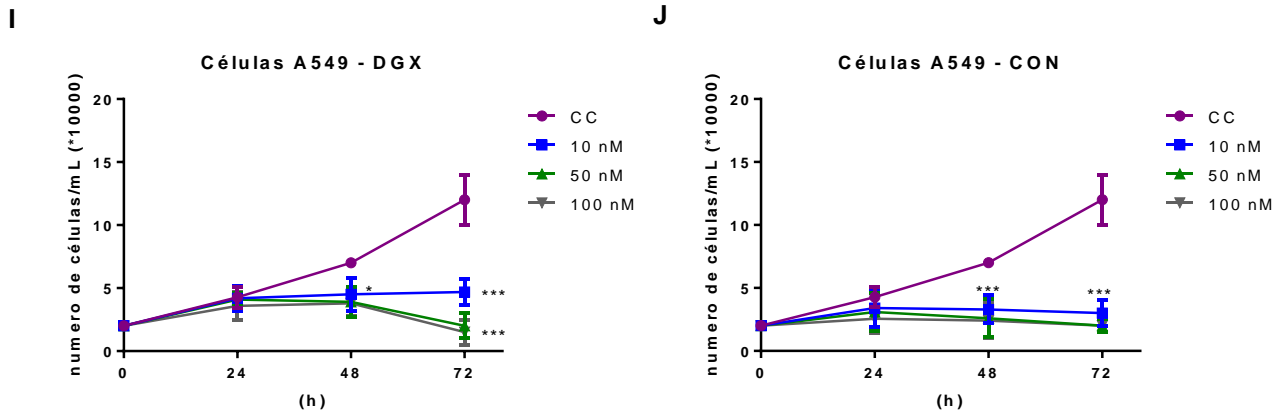 I
Células A549 - DGX
numero de células/mL (*10000)
20
15
10
5
0
0 24 48 72
(h)
*
***
***
CC
10 nM
50 nM
100 nM
J
Células A549 - CON
numero de células/mL (*10000)
20
15
10
5
0
0 24 48 72
(h)
***
***
CC
10 nM
50 nM
100 nM